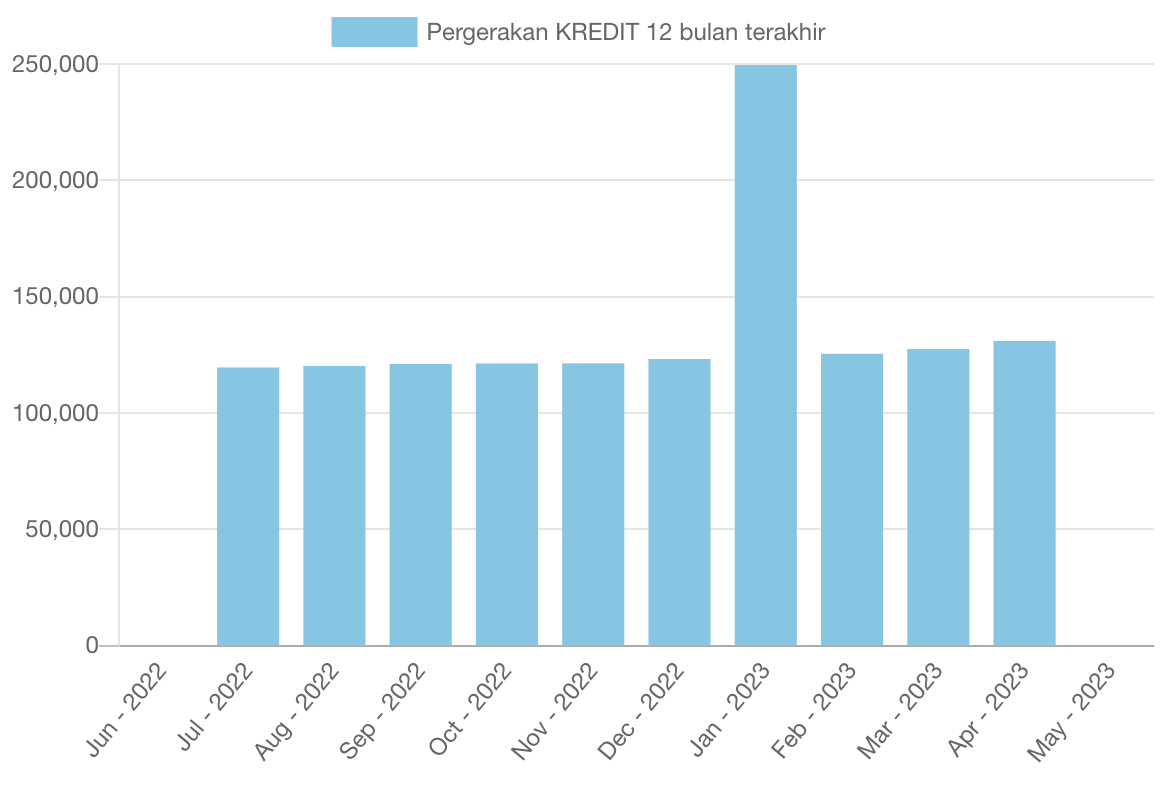 Pergerakan KREDIT 12 bulan terakhir
250,000
200,000
150,000
100,000
50,000
0
Jun - 2022
Jul - 2022
Aug - 2022
Sep - 2022
Oct - 2022
Nov - 2022
Dec - 2022
Jan - 2023
Feb - 2023
Mar - 2023
Apr - 2023
May - 2023